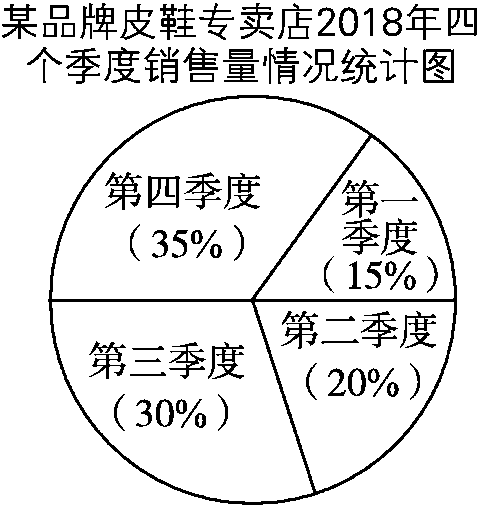 某品牌皮鞋专卖店2018年四
个季度销售量情况统计图
第四季度
（35%）
第一
季度
（15%）
第二季度
（20%）
第三季度
（30%）